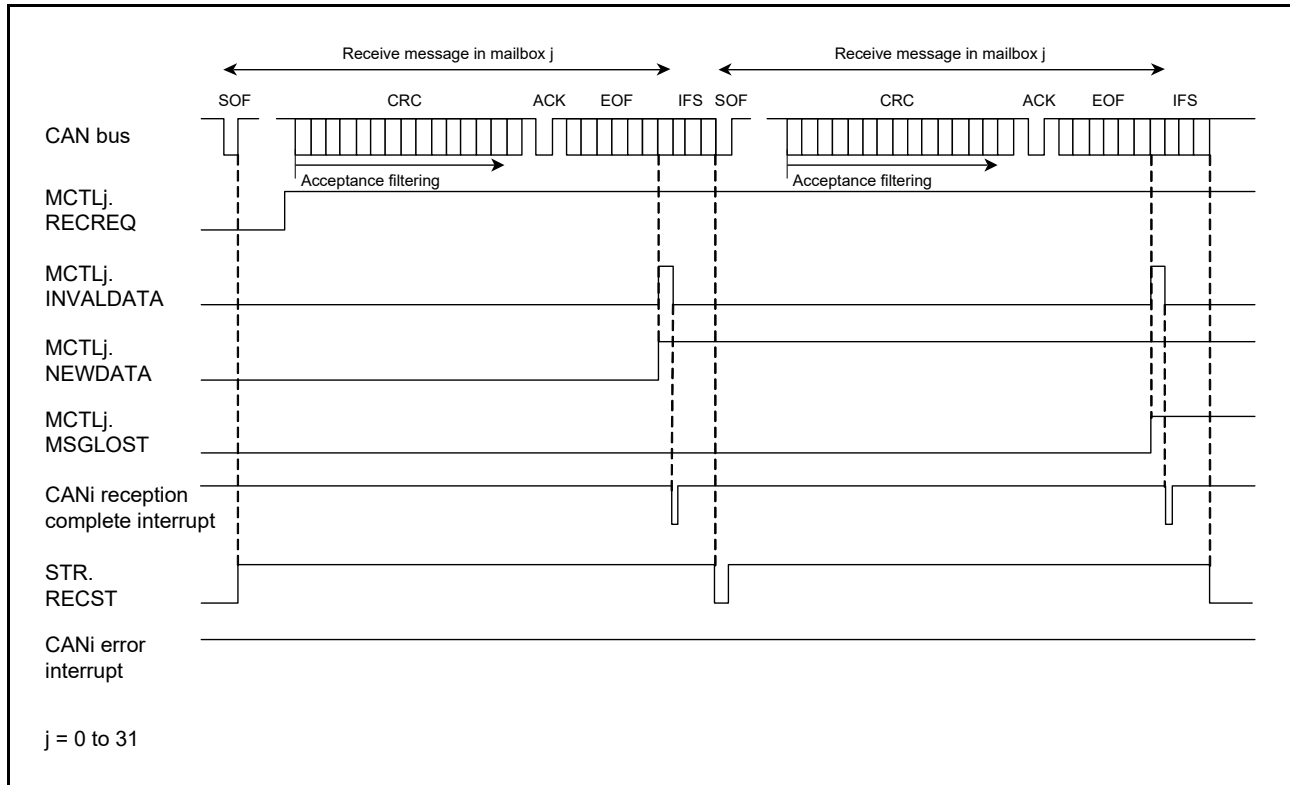 Receive message in mailbox j Receive message in mailbox j
SOF CRC ACK EOF IFS SOF CRC ACK EOF IFS
CAN bus
Acceptance filtering Acceptance filtering
MCTLj.
RECREQ
MCTLj.
INVALDATA
MCTLj.
NEWDATA
MCTLj.
MSGLOST
CANi reception
complete interrupt
STR.
RECST
CANi error
interrupt
j = 0 to 31